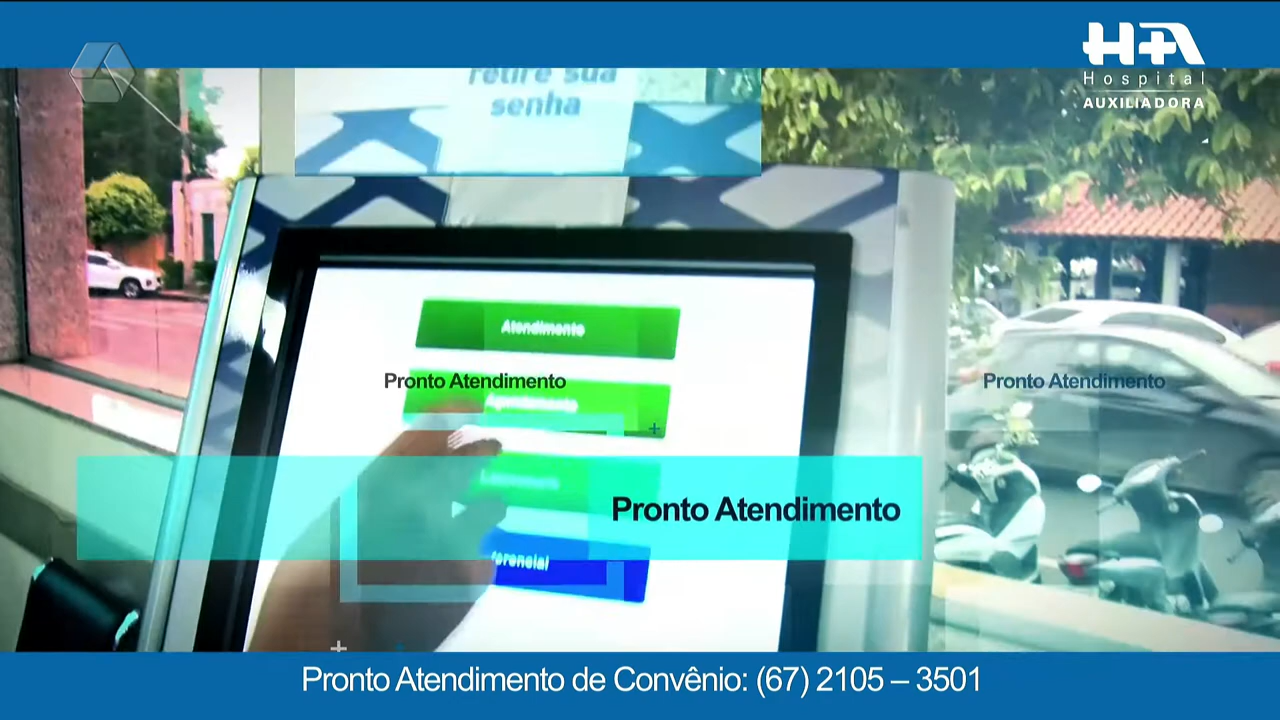 HA
Hospital
AUXILIADORA
retire sua
senha
Atendimento
Pronto Atendimento
Pronto Atendimento
Pronto Atendimento
Pronto Atendimento de Convênio: (67) 2105 – 3501